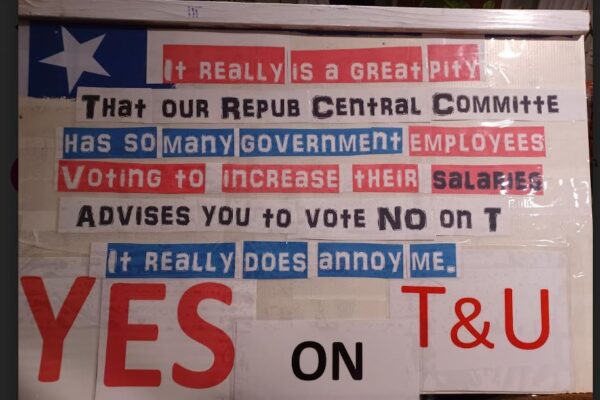 It really is a great pity
That our Repub Central Committe
has so many government employees
Voting to increase their salaries
Advises you to vote NO on T
It really does annoy me.
YES ON T&U